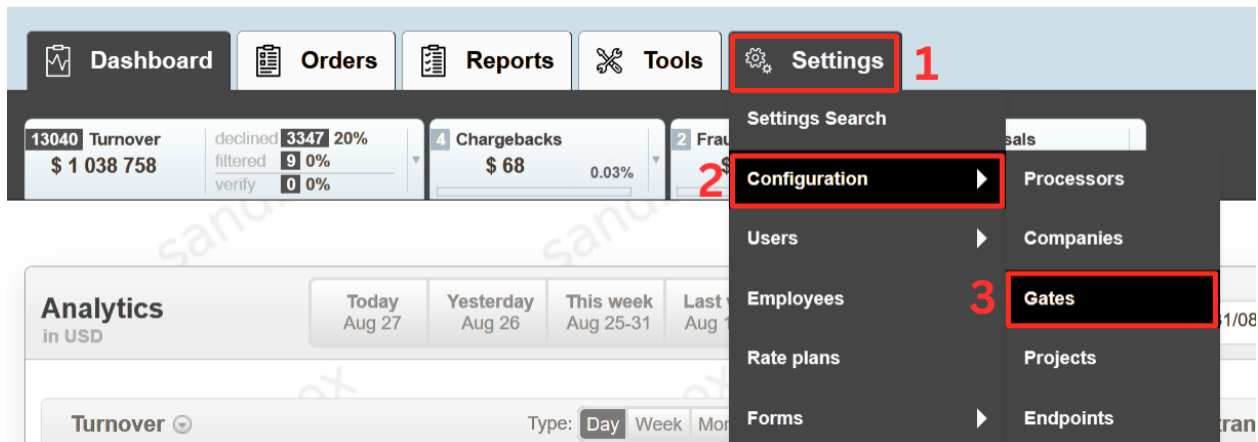 Dashboard
Orders
Reports
Tools
Settings
1
Settings Search
13040 Turnover
$ 1 038 758
declined 3347 20%
filtered 9 0%
verify 0 0%
4 Chargebacks
$ 68
0.03%
2
2
Configuration
Processors
Users
Companies
Employees
3
Gates
Rate plans
Projects
Forms
Endpoints
sandbox
Analytics
in USD
Today
Aug 27
Yesterday
Aug 26
This week
Aug 25-31
Turnover
Type: Day Week